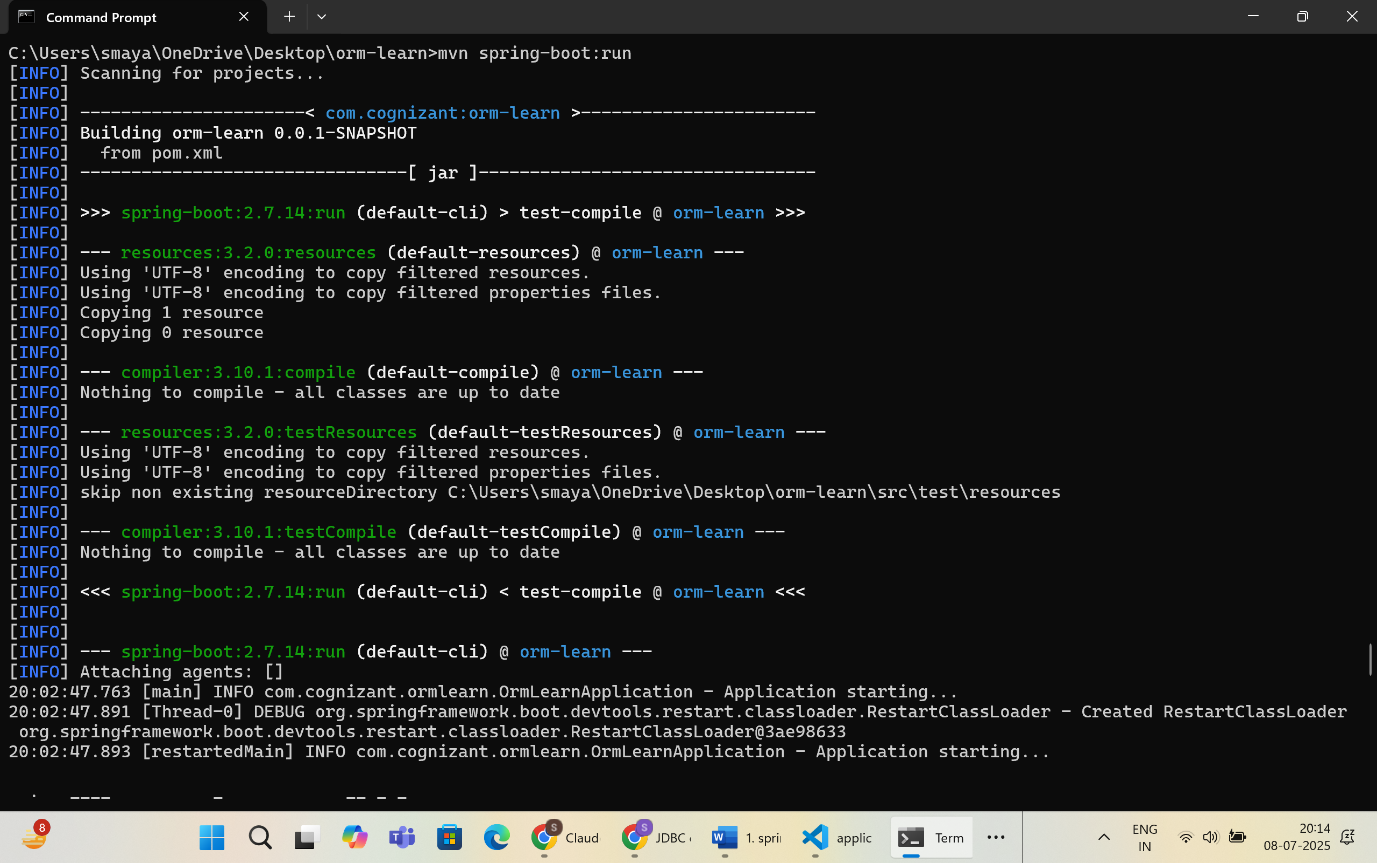 Command Prompt
C:\Users\smaya\OneDrive\Desktop\orm-learn>mvn spring-boot:run
[INFO] Scanning for projects...
[INFO]
[INFO] ----------------------< com.cognizant:orm-learn >-----------------------
[INFO] Building orm-learn 0.0.1-SNAPSHOT
[INFO]   from pom.xml
[INFO] --------------------------------[ jar ]---------------------------------
[INFO]
[INFO] >>> spring-boot:2.7.14:run (default-cli) > test-compile @ orm-learn >>>
[INFO]
[INFO] --- resources:3.2.0:resources (default-resources) @ orm-learn ---
[INFO] Using 'UTF-8' encoding to copy filtered resources.
[INFO] Using 'UTF-8' encoding to copy filtered properties files.
[INFO] Copying 1 resource
[INFO] Copying 0 resource
[INFO]
[INFO] --- compiler:3.10.1:compile (default-compile) @ orm-learn ---
[INFO] Nothing to compile - all classes are up to date
[INFO]
[INFO] --- resources:3.2.0:testResources (default-testResources) @ orm-learn ---
[INFO] Using 'UTF-8' encoding to copy filtered resources.
[INFO] Using 'UTF-8' encoding to copy filtered properties files.
[INFO] skip non existing resourceDirectory C:\Users\smaya\OneDrive\Desktop\orm-learn\src\test\resources
[INFO]
[INFO] --- compiler:3.10.1:testCompile (default-testCompile) @ orm-learn ---
[INFO] Nothing to compile - all classes are up to date
[INFO]
[INFO] <<< spring-boot:2.7.14:run (default-cli) < test-compile @ orm-learn <<<
[INFO]
[INFO]
[INFO] --- spring-boot:2.7.14:run (default-cli) @ orm-learn ---
[INFO] Attaching agents: []
20:02:47.763 [main] INFO com.cognizant.ormlearn.OrmLearnApplication - Application starting...
20:02:47.891 [Thread-0] DEBUG org.springframework.boot.devtools.restart.classloader.RestartClassLoader - Created RestartClassLoader
org.springframework.boot.devtools.restart.classloader.RestartClassLoader@3ae98633
20:02:47.893 [restartedMain] INFO com.cognizant.ormlearn.OrmLearnApplication - Application starting...
  .   ____          _            __ _ _
8
S
Claud
S
JDBC
1. spri
applic
Term
ENG
IN
20:14
08-07-2025